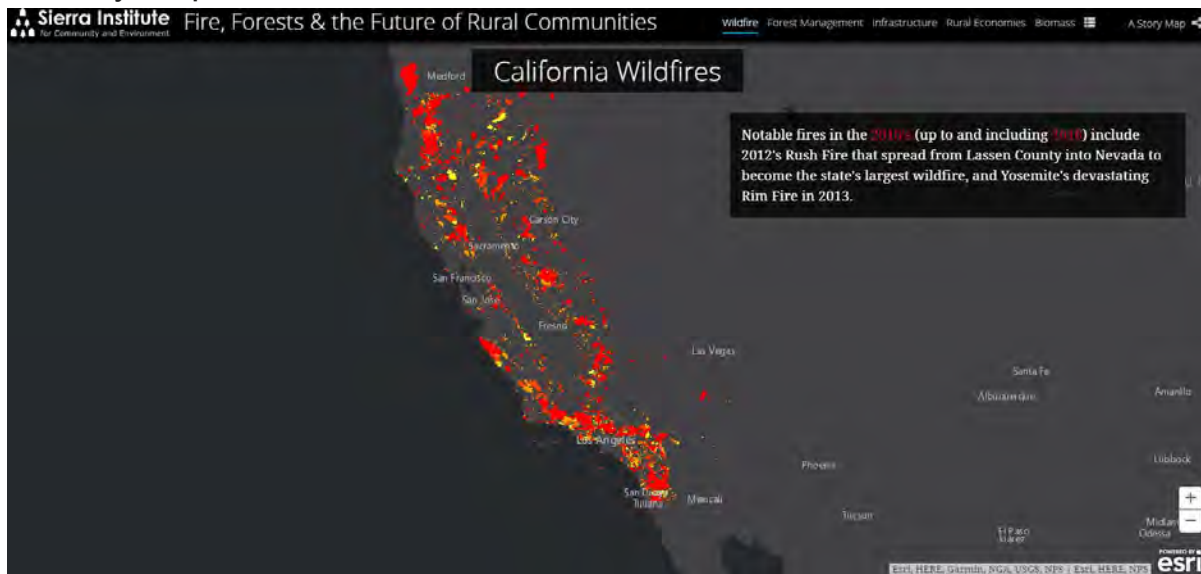 Sierra Institute
for Community and Environment
Fire, Forests & the Future of Rural Communities
Wildfire Forest Management Infrastructure Rural Economies Biomass
A Story Map
California Wildfires
Medford
Notable fires in the 2010's (up to and including) include
2012's Rush Fire that spread from Lassen County into Nevada to
become the state's largest wildfire, and Yosemite's devastating
Rim Fire in 2013.
Carson City
Sacramento
San Francisco
San Jose
Fresno
Las Vegas
Santa Fe
Albuquerque
Amarillo
Los Angeles
Phoenix
Lubbock
San Diego
Tijuana
Mexicali
Tucson
El Paso
Juárez
Odessa
+
−
POWERED BY
esri
Esri, HERE, Garmin, NGA, USGS, NPS | Esri, HERE, NPS